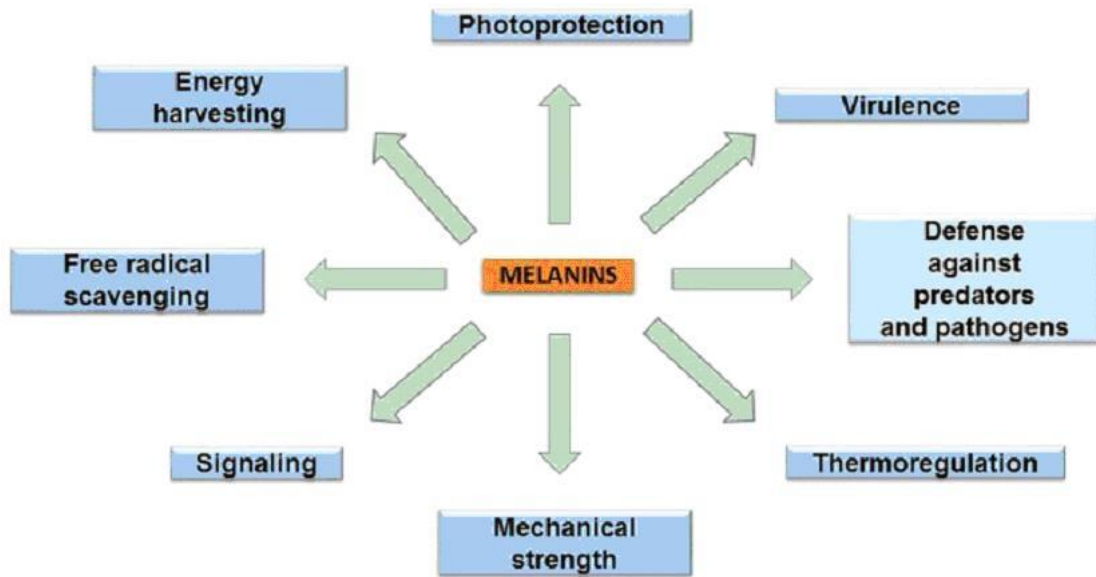 Photoprotection
Energy
harvesting
Virulence
Free radical
scavenging
MELANINS
Defense
against
predators
and pathogens
Signaling
Thermoregulation
Mechanical
strength